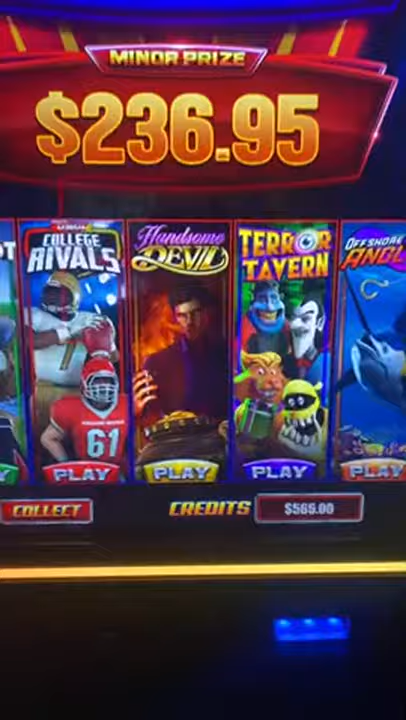 MINOR PRIZE
$236.95
COLLEGE
RIVALS
61
PLAY
Handsome
DEVIL
PLAY
TERROR
TAVERN
PLAY
OFFSHORE
PLAY
COLLECT
CREDITS
$569.00